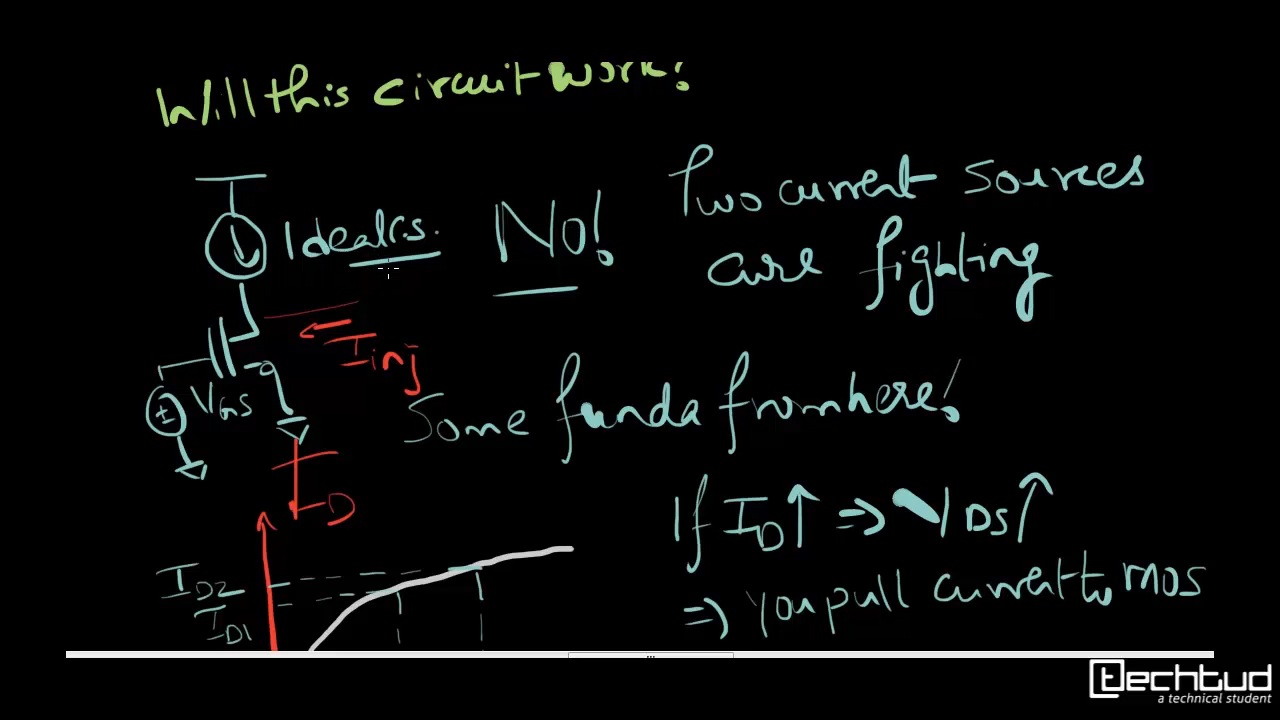 Will this circuit work?
Ideal c.s.
NO!
Two current sources
are fighting
Iinj
VGS
Some funda from here!
ID
If ID↑ => VDS↑
=> You pull current to MOS
ID2
ID1
techtud
a technical student